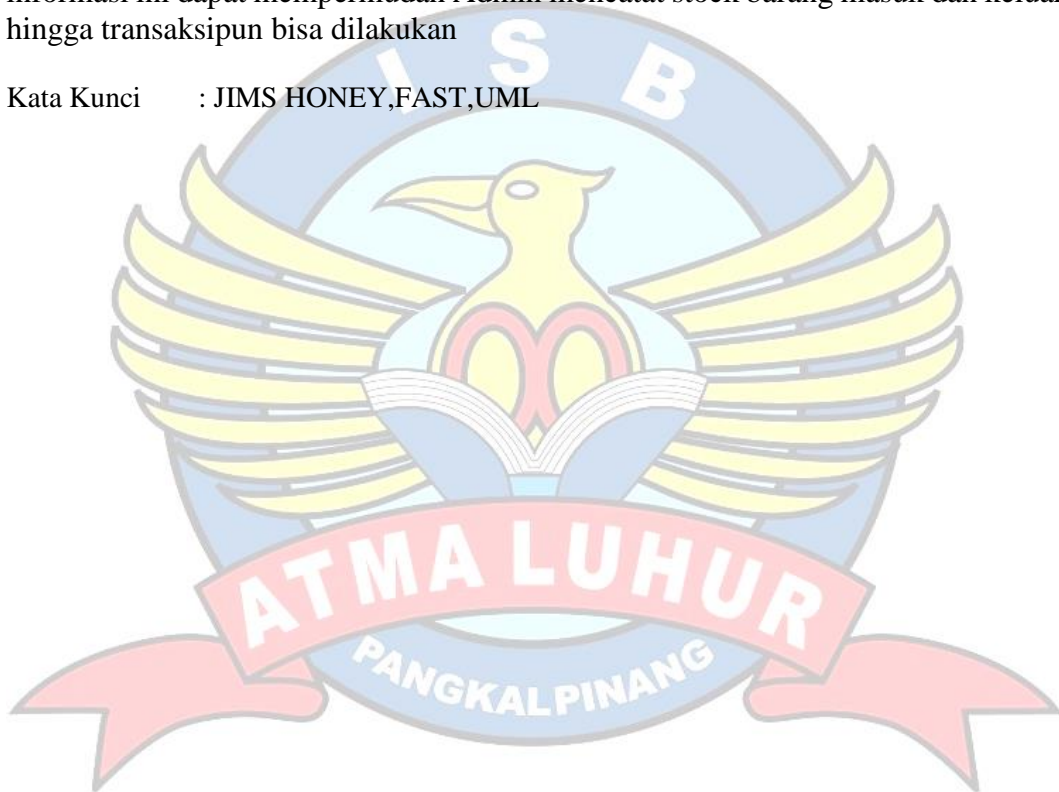 informasi ini dapat mempermudah Admin mencatat stock barang masuk dan keluar
hingga transaksipun bisa dilakukan
Kata Kunci : JIMS HONEY,FAST,UML
I S B
ATMA LUHUR
PANGKALPINANG